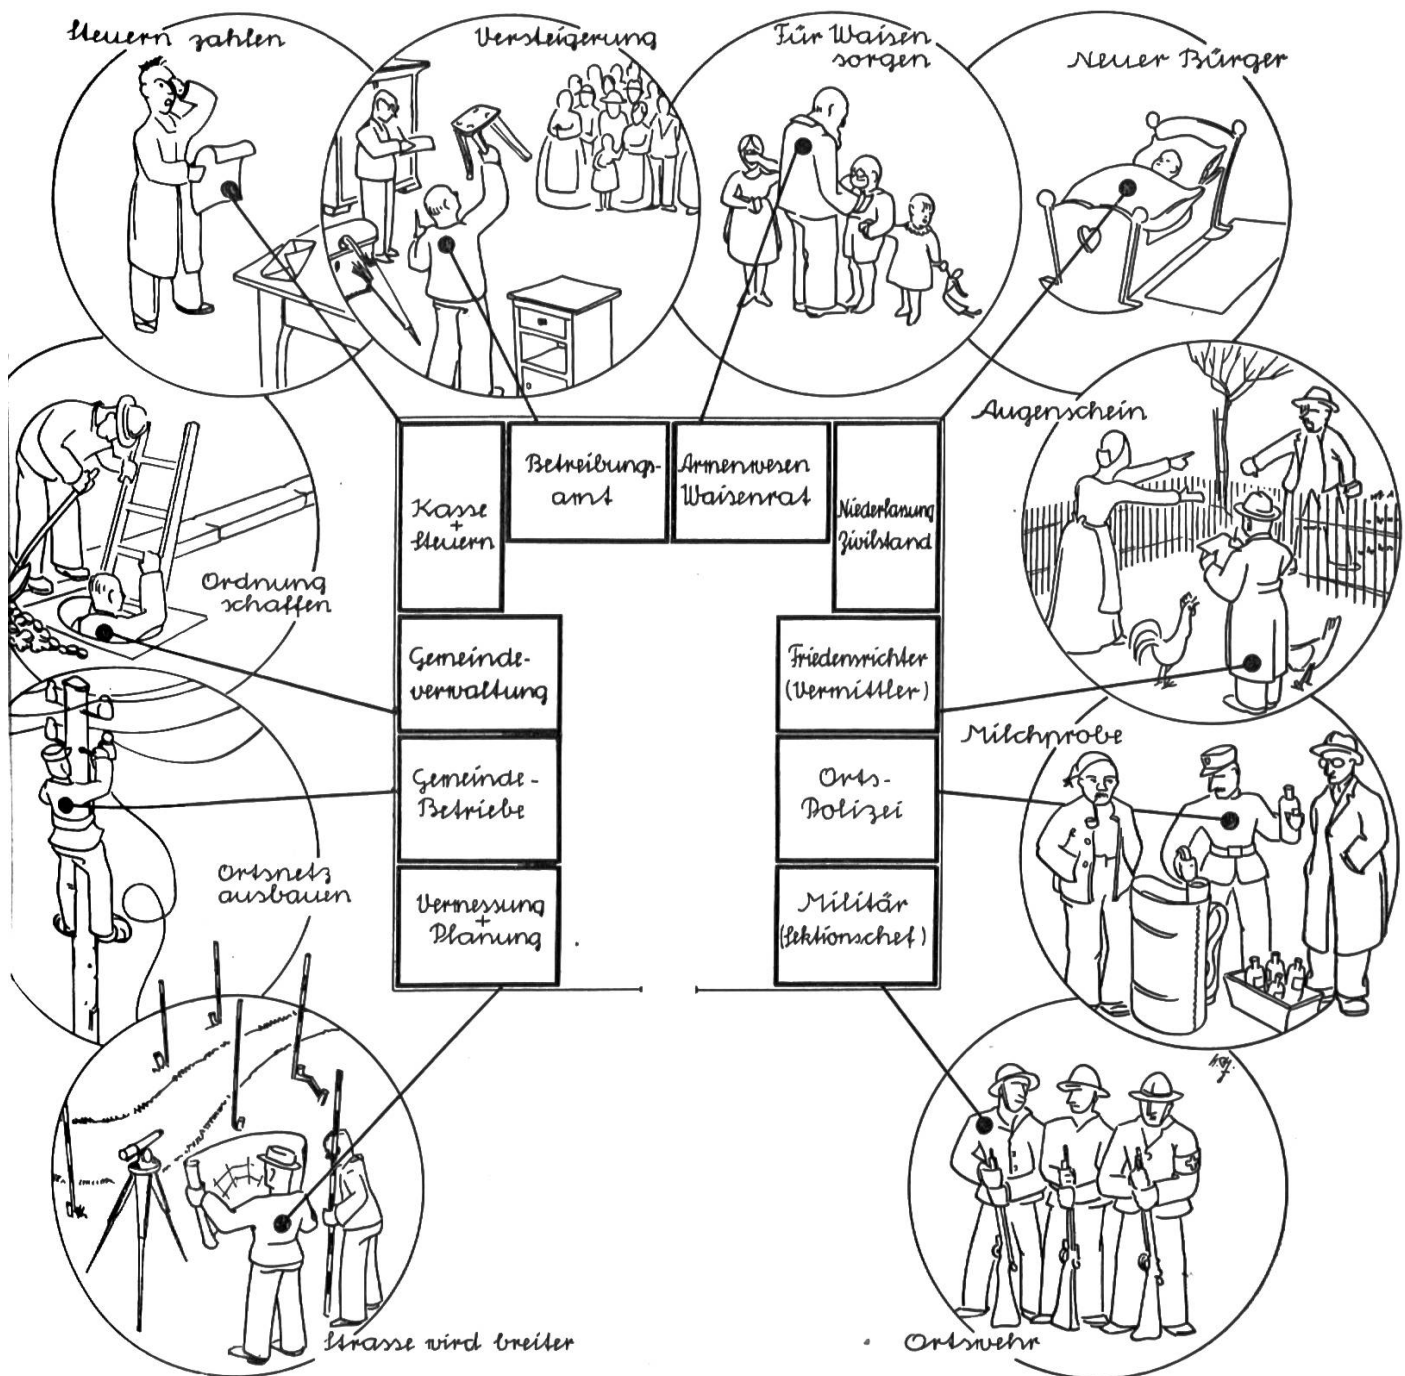 Steuern zahlen
Versteigerung
Für Waisen
sorgen
Neuer Bürger
Augenschein
Kasse
+
Steuern
Betreibungs-
amt
Armenwesen
Waisenrat
Niederlassung
Zivilstand
Ordnung
schaffen
Gemeinde-
verwaltung
Friedensrichter
(Vermittler)
Milchprobe
Gemeinde-
Betriebe
Orts-
Polizei
Ortsnetz
ausbauen
Vermessung
+
Planung
Militär
(Sektionschef)
Strasse wird breiter
Ortswehr